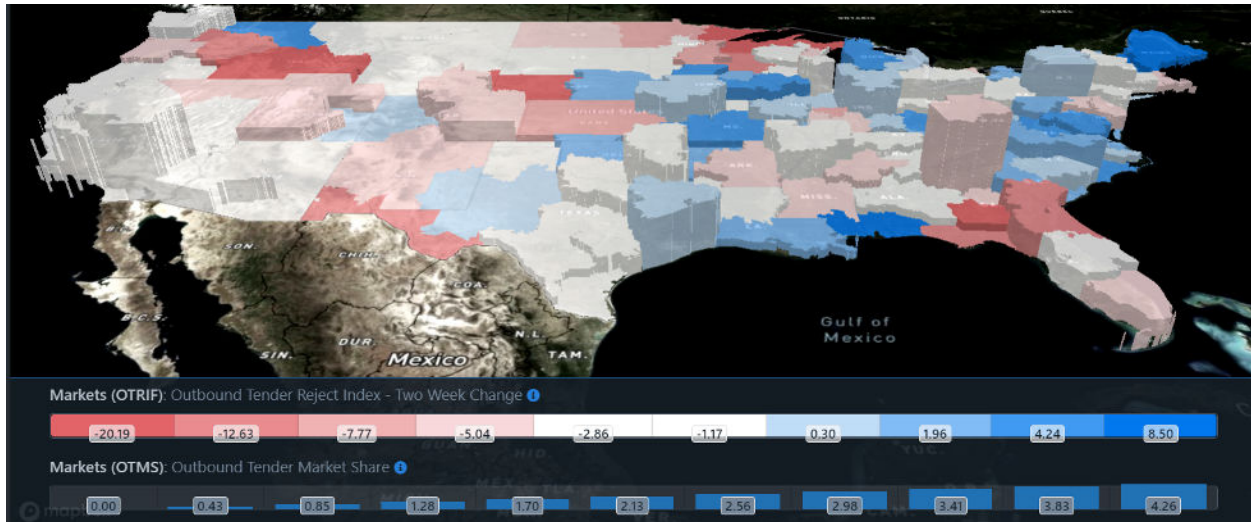 ONTARIO
QUEBEC
United States
ARK.
MISS.
ALA.
TEXAS
SON.
CHIH.
COA.
B.C.S.
DUR.
N.L.
SIN.
Mexico
TAM.
Gulf of
Mexico
Markets (OTRIF): Outbound Tender Reject Index - Two Week Change
-20.19 -12.63 -7.77 -5.04 -2.86 -1.17 0.30 1.96 4.24 8.50
Markets (OTMS): Outbound Tender Market Share
0.00 0.43 0.85 1.28 1.70 2.13 2.56 2.98 3.41 3.83 4.26